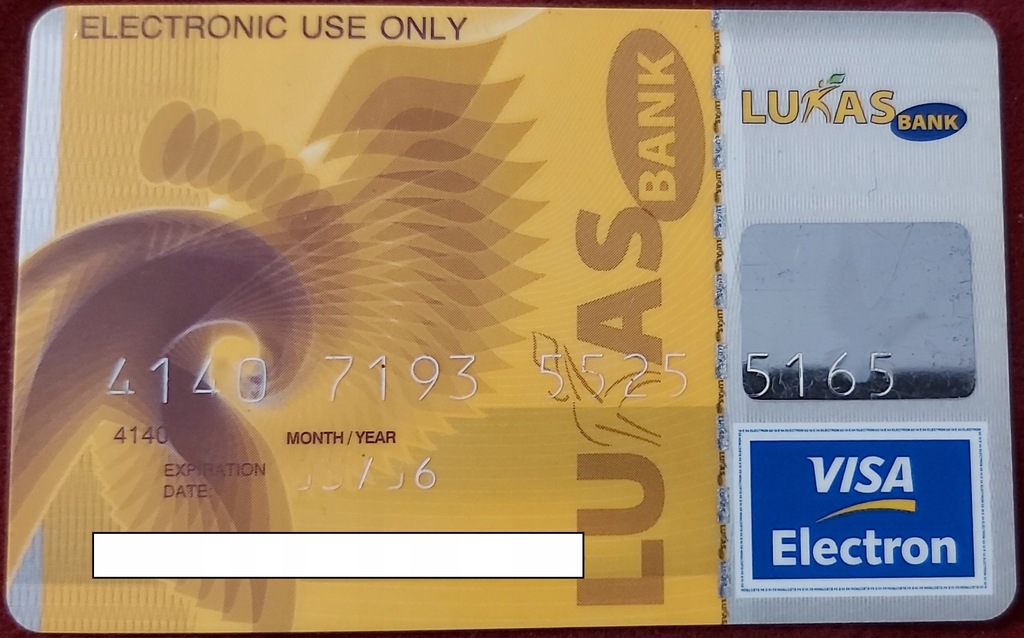 ELECTRONIC USE ONLY
LUKAS BANK
LUKAS BANK
4140 7193 5525 5165
4140
MONTH/YEAR
EXPIRATION
DATE
VISA
Electron